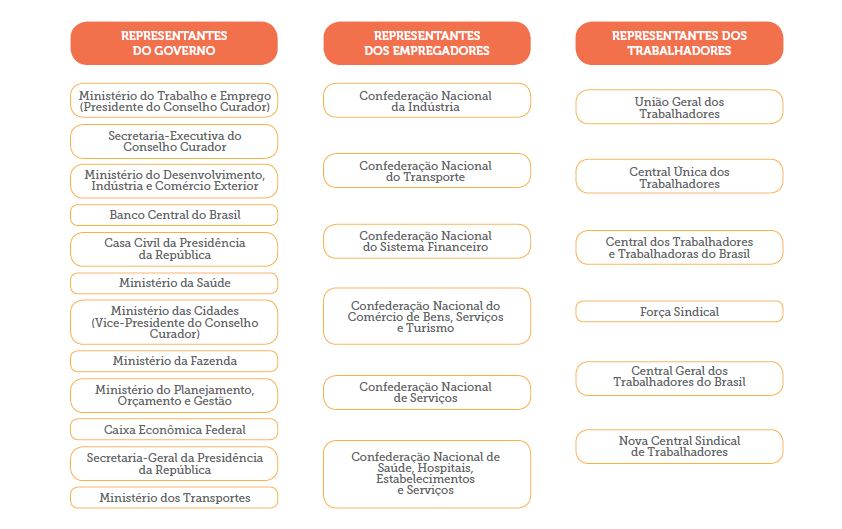 REPRESENTANTES
DO GOVERNO
Ministério do Trabalho e Emprego
(Presidente do Conselho Curador)
Secretaria-Executiva do
Conselho Curador
Ministério do Desenvolvimento,
Indústria e Comércio Exterior
Banco Central do Brasil
Casa Civil da Presidência
da República
Ministério da Saúde
Ministério das Cidades
(Vice-Presidente do Conselho
Curador)
Ministério da Fazenda
Ministério do Planejamento,
Orçamento e Gestão
Caixa Econômica Federal
Secretaria-Geral da Presidência
da República
Ministério dos Transportes
REPRESENTANTES
DOS EMPREGADORES
Confederação Nacional
da Indústria
Confederação Nacional
do Transporte
Confederação Nacional
do Sistema Financeiro
Confederação Nacional do
Comércio de Bens, Serviços
e Turismo
Confederação Nacional
de Serviços
Confederação Nacional de
Saúde, Hospitais,
Estabelecimentos
e Serviços
REPRESENTANTES DOS
TRABALHADORES
União Geral dos
Trabalhadores
Central Única dos
Trabalhadores
Central dos Trabalhadores
e Trabalhadoras do Brasil
Força Sindical
Central Geral dos
Trabalhadores do Brasil
Nova Central Sindical
de Trabalhadores